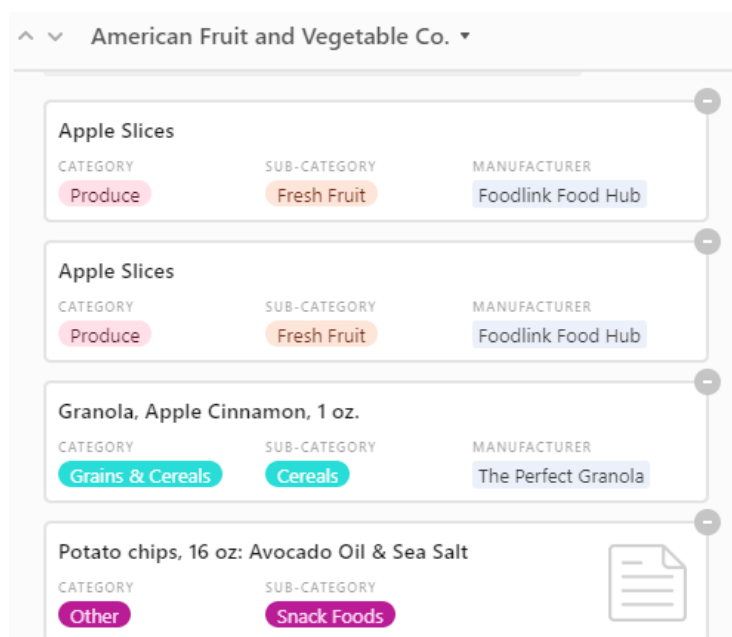 American Fruit and Vegetable Co.
Apple Slices
CATEGORY SUB-CATEGORY MANUFACTURER
Produce Fresh Fruit Foodlink Food Hub
Apple Slices
CATEGORY SUB-CATEGORY MANUFACTURER
Produce Fresh Fruit Foodlink Food Hub
Granola, Apple Cinnamon, 1 oz.
CATEGORY SUB-CATEGORY MANUFACTURER
Grains & Cereals Cereals The Perfect Granola
Potato chips, 16 oz: Avocado Oil & Sea Salt
CATEGORY SUB-CATEGORY
Other Snack Foods